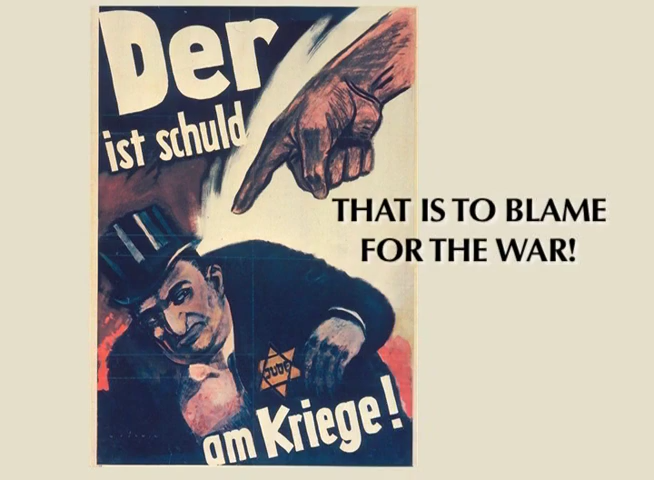 Der
ist schuld
THAT IS TO BLAME
FOR THE WAR!
Jude
am Kriege!